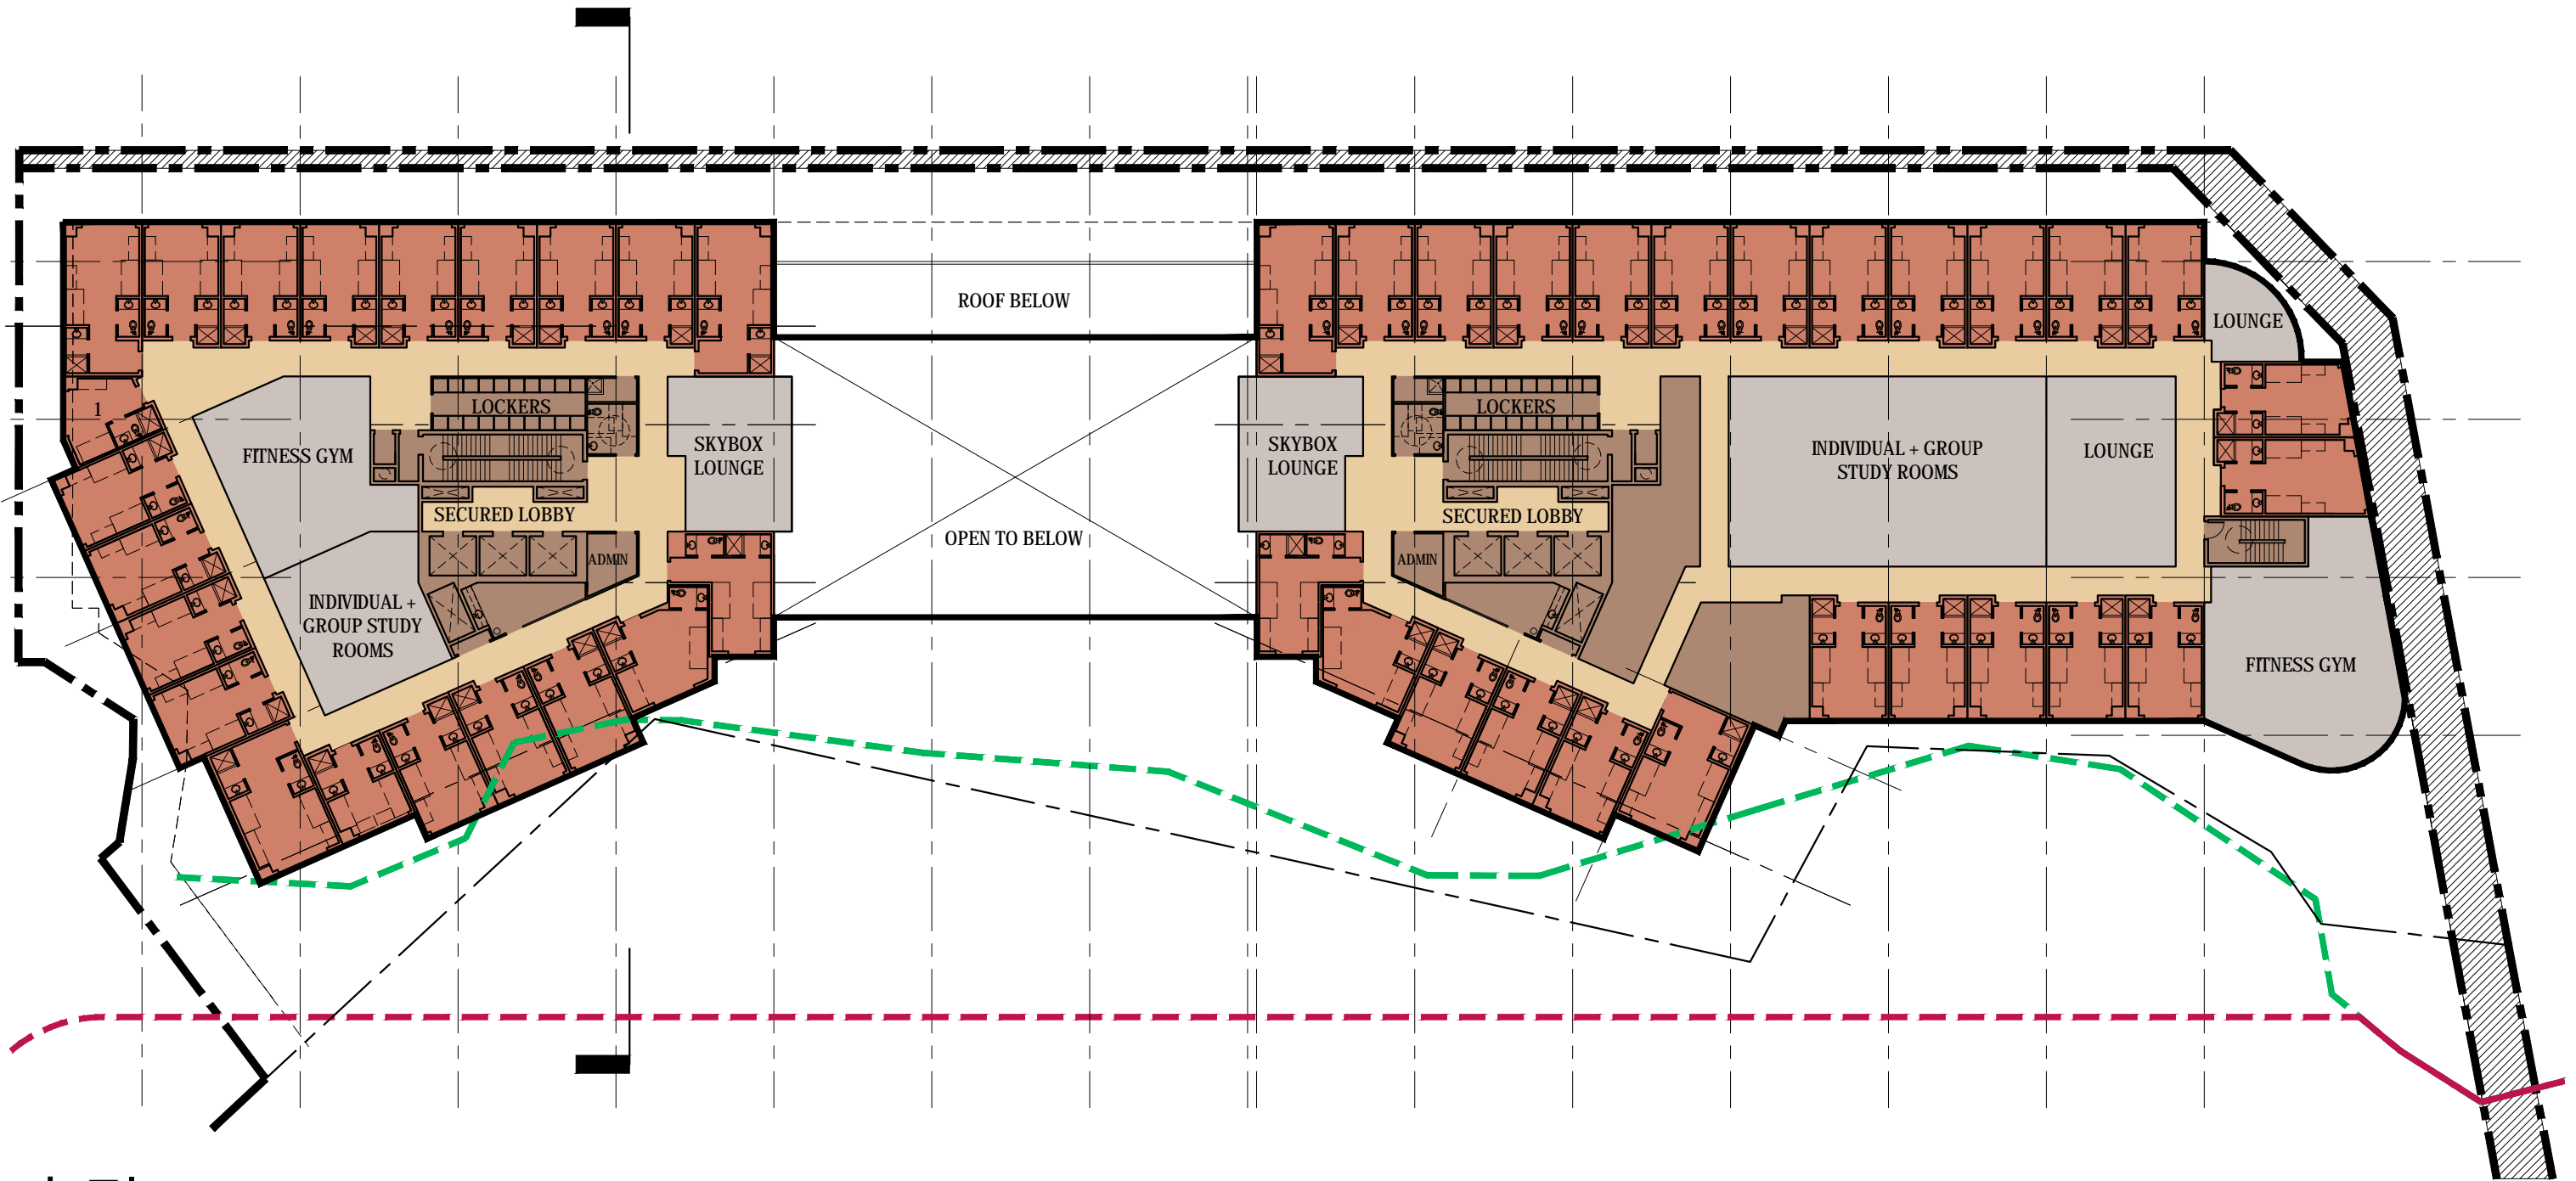 ROOF BELOW
OPEN TO BELOW
1
FITNESS GYM
LOCKERS
SKYBOX
LOUNGE
SECURED LOBBY
ADMIN
INDIVIDUAL +
GROUP STUDY
ROOMS
SKYBOX
LOUNGE
LOCKERS
SECURED LOBBY
ADMIN
INDIVIDUAL + GROUP
STUDY ROOMS
LOUNGE
LOUNGE
FITNESS GYM